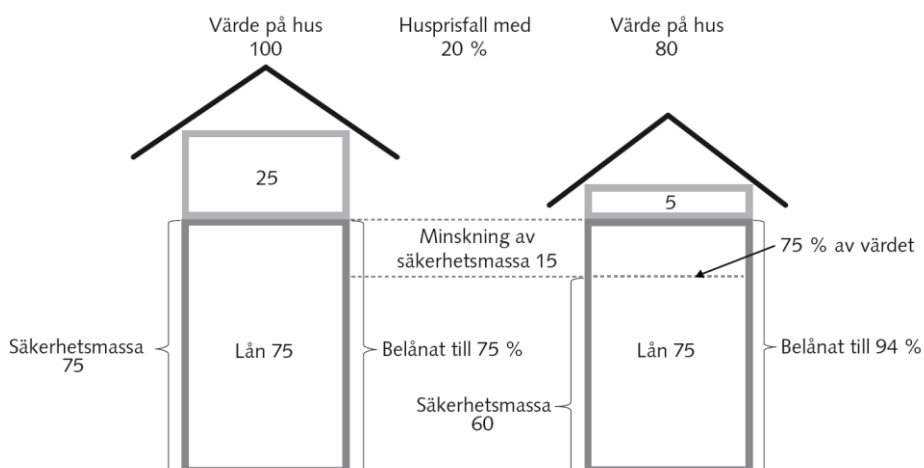 Värde på hus
100
Husprisfall med
20 %
Värde på hus
80
25
5
Minskning av
säkerhetsmassa 15
75 % av värdet
Säkerhetsmassa
75
Lån 75
Belånat till 75 %
Lån 75
Belånat till 94 %
Säkerhetsmassa
60